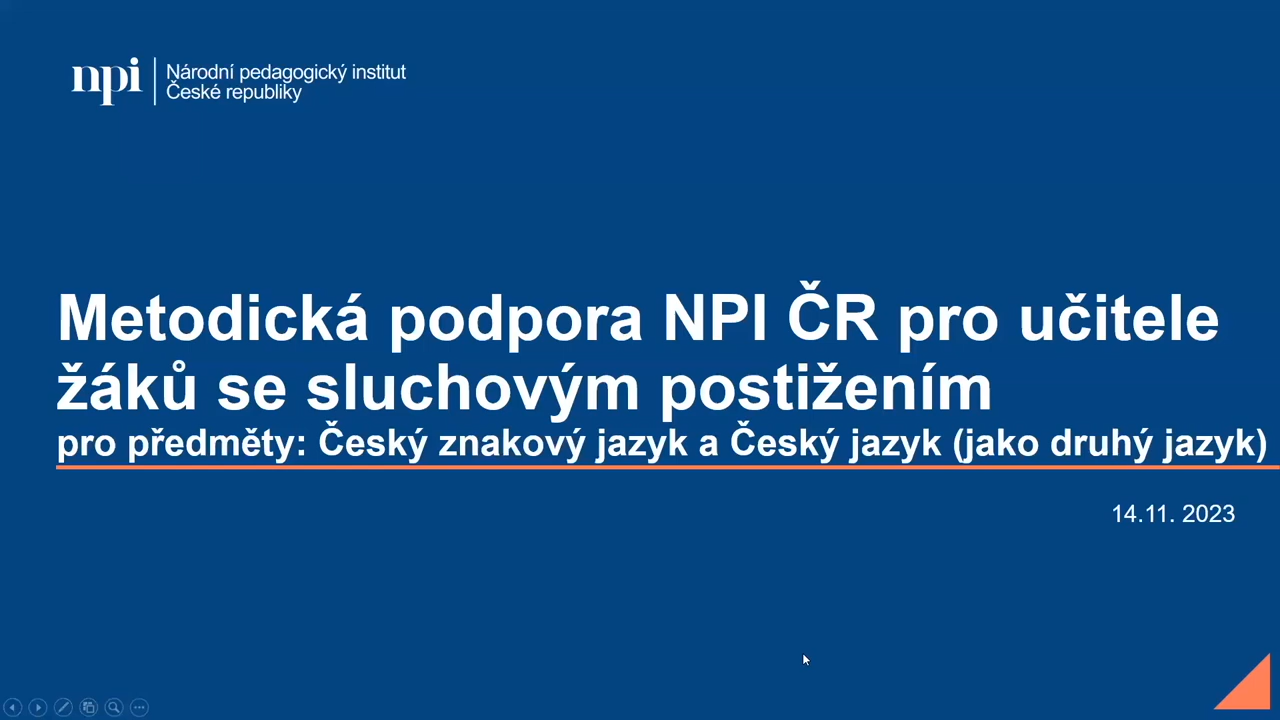 npi
Národní pedagogický institut
České republiky
Metodická podpora NPI ČR pro učitele
žáků se sluchovým postižením
pro předměty: Český znakový jazyk a Český jazyk (jako druhý jazyk)
14.11. 2023